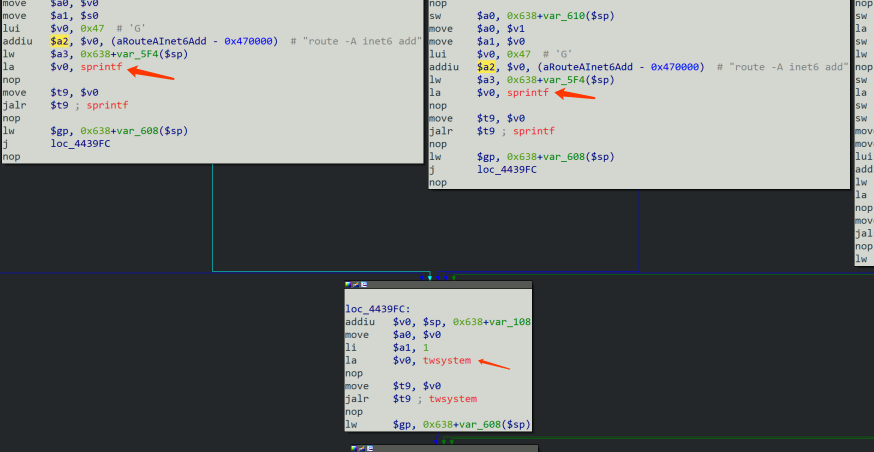 move $a0, $v0
move $a1, $s0
lui $v0, 0x47 # 'G'
addiu $a2, $v0, (aRouteAInet6Add - 0x470000) # "route -A inet6 add"
lw $a3, 0x638+var_5F4($sp)
la $v0, sprintf
nop
move $t9, $v0
jalr $t9 ; sprintf
nop
lw $gp, 0x638+var_608($sp)
j loc_4439FC
nop
nop
sw $a0, 0x638+var_610($sp)
move $a0, $v1
move $a1, $v0
lui $v0, 0x47 # 'G'
addiu $a2, $v0, (aRouteAInet6Add - 0x470000) # "route -A inet6 add"
lw $a3, 0x638+var_5F4($sp)
la $v0, sprintf
nop
move $t9, $v0
jalr $t9 ; sprintf
nop
lw $gp, 0x638+var_608($sp)
j loc_4439FC
nop
nop
sw
la
sw
lw
nop
sw
la
sw
move
move
lui
add
lw
la
nop
mov
jal
nop
lw
loc_4439FC:
addiu $v0, $sp, 0x638+var_108
move $a0, $v0
li $a1, 1
la $v0, twsystem
nop
move $t9, $v0
jalr $t9 ; twsystem
nop
lw $gp, 0x638+var_608($sp)